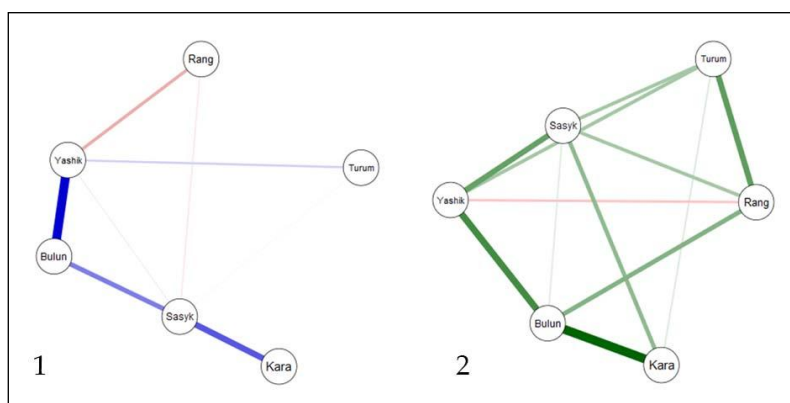 Rang
Yashik
Turum
Bulun
Sasyk
Kara
1
Turum
Sasyk
Yashik
Rang
Bulun
Kara
2